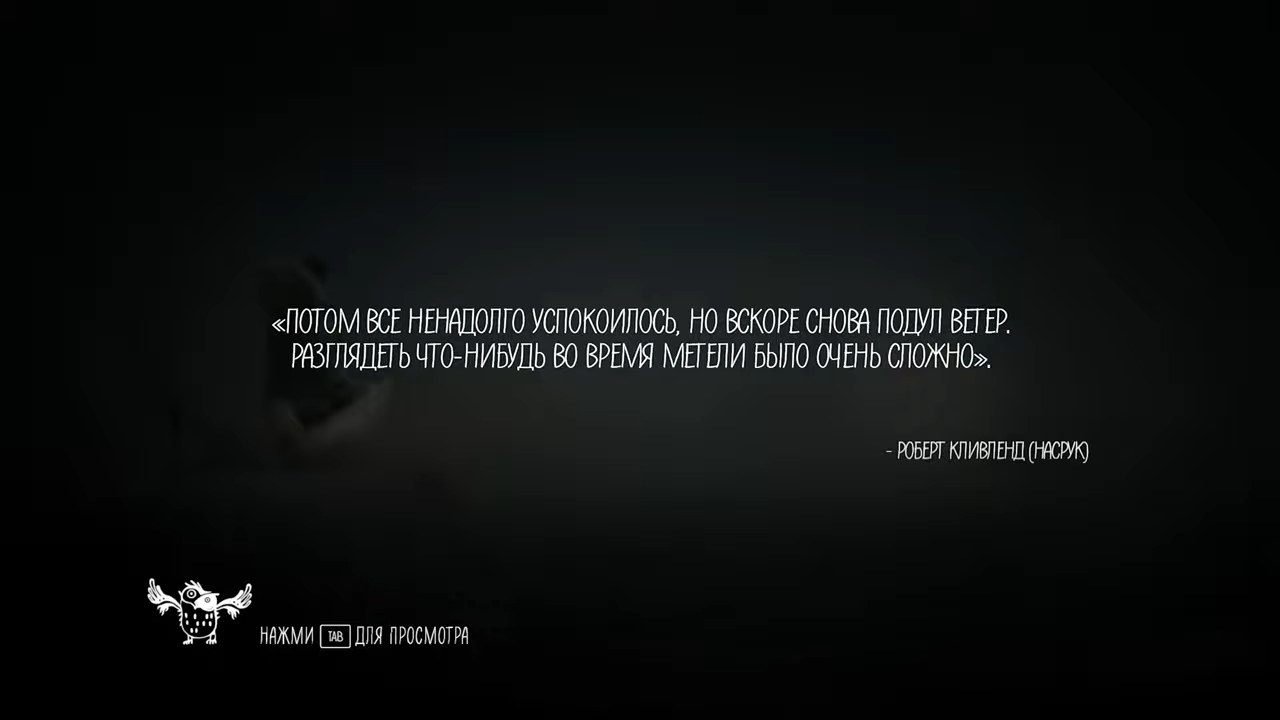 «ПОТОМ ВСЕ НЕНАДОЛГО УСПОКОИЛОСЬ, НО ВСКОРЕ СНОВА ПОДУЛ ВЕТЕР.
РАЗГЛЯДЕТЬ ЧТО-НИБУДЬ ВО ВРЕМЯ МЕТЕЛИ БЫЛО ОЧЕНЬ СЛОЖНО».
- РОБЕРТ КЛИВЛЕНД (НАСРУК)
НАЖМИ TAB ДЛЯ ПРОСМОТРА